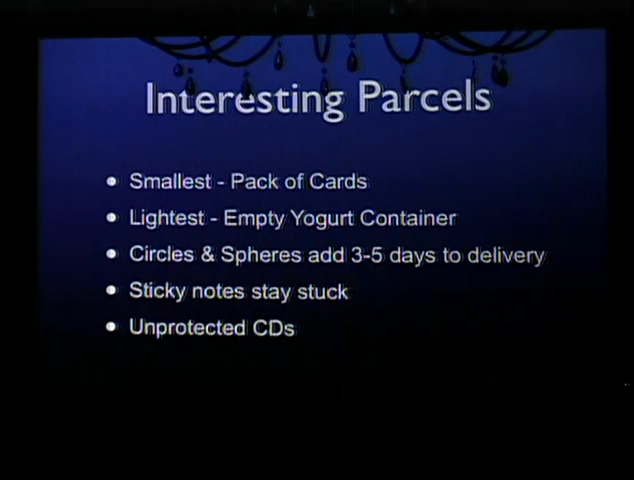 Interesting Parcels
• Smallest - Pack of Cards
• Lightest - Empty Yogurt Container
• Circles & Spheres add 3-5 days to delivery
• Sticky notes stay stuck
• Unprotected CDs